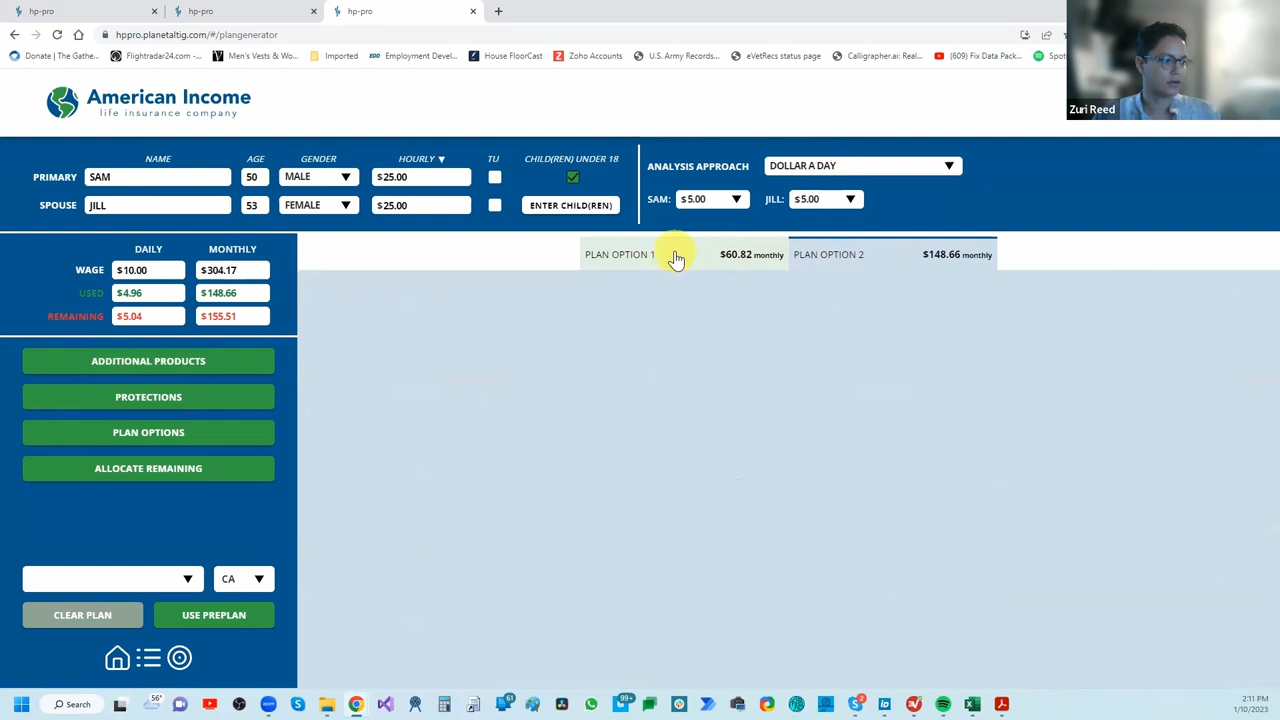 hp-pro × hp-pro × hp-pro × +
hppro.planetaltig.com/#/plangenerator
Donate | The Gathe... Flightradar24.com -... Men's Vests & Wo... Imported EDD Employment Devel... House FloorCast Zoho Accounts U.S. Army Records... eVetRecs status page Calligrapher.ai: Real... (609) Fix Data Pack... Spot
Zuri Reed
American Income
life insurance company
NAME AGE GENDER HOURLY ▼ TU CHILD(REN) UNDER 18
PRIMARY SAM 50 MALE $25.00
SPOUSE JILL 53 FEMALE $25.00 ENTER CHILD(REN)
ANALYSIS APPROACH DOLLAR A DAY
SAM: $5.00 JILL: $5.00
DAILY MONTHLY
WAGE $10.00 $304.17
USED $4.96 $148.66
REMAINING $5.04 $155.51
PLAN OPTION 1 $60.82 monthly PLAN OPTION 2 $148.66 monthly
ADDITIONAL PRODUCTS
PROTECTIONS
PLAN OPTIONS
ALLOCATE REMAINING
CA
CLEAR PLAN USE PREPLAN
56° Search 61 99+ 2 2:11 PM
1/10/2023